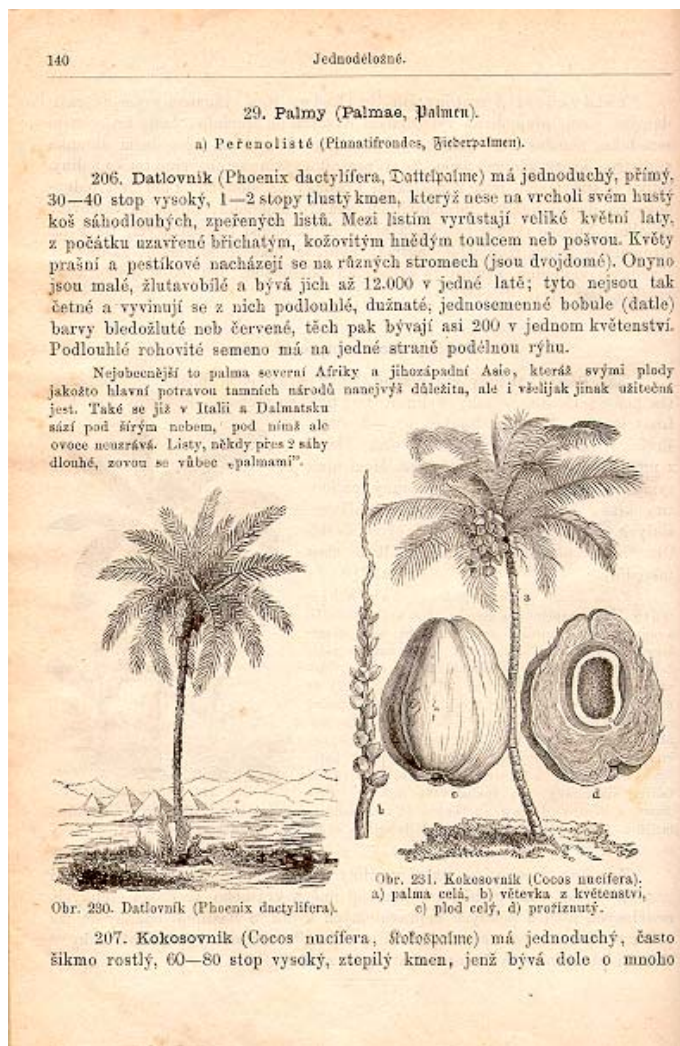 140
Jednoděložné.
29. Palmy (Palmae, Palmen).
a) Peřenolisté (Pinnatifrondes, Fiederpalmen).
206. Datlovník (Phoenix dactylifera, Dattelpalme) má jednoduchý, přímý,
30—40 stop vysoký, 1—2 stopy tlustý kmen, kterýž nese na vrcholi svém hustý
koš sáhodlouhých, zpeřených listů. Mezi listím vyrůstají veliké květní laty,
z počátku uzavřené břichatým, kožovitým hnědým toulcem neb pošvou. Květy
prašní a pestíkové nacházejí se na různých stromech (jsou dvojdomé). Onyno
jsou malé, žlutavobílé a bývá jich až 12.000 v jedné latě; tyto nejsou tak
četné a vyvinují se z nich podlouhlé, dužnaté, jednosemenné bobule (datle)
barvy bledožluté neb červené, těch pak bývají asi 200 v jednom květenství.
Podlouhlé rohovité semeno má na jedné straně podélnou rýhu.
Nejobecnější to palma severní Afriky a jihozápadní Asie, kteráž svými plody
jakožto hlavní potravou tamních národů nanejvýš důležita, ale i všelijak jinak užitečná
jest. Také se již v Italii a Dalmatsku
sází pod šírým nebem, pod nímž ale
ovoce neuzrává. Listy, někdy přes 2 sáhy
dlouhé, zovou se vůbec „palmami".
a
b
c
d
Obr. 230. Datlovník (Phoenix dactylifera).
Obr. 231. Kokosovník (Cocos nucifera).
a) palma celá, b) větevka z květenství,
c) plod celý, d) proříznutý.
207. Kokosovník (Cocos nucifera, Kokospalme) má jednoduchý, často
šikmo rostlý, 60—80 stop vysoký, ztepilý kmen, jenž bývá dole o mnoho